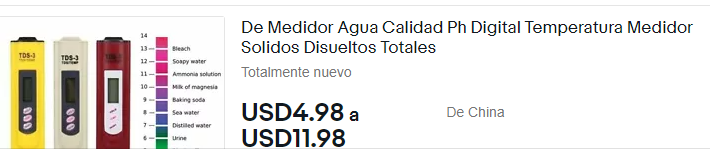 De Medidor Agua Calidad Ph Digital Temperatura Medidor
Solidos Disueltos Totales
Totalmente nuevo
USD4.98 a
USD11.98
De China
TDS-3
TDS-3
TDS-3
14
13 Bleach
12 Soapy water
11 Ammonia solution
10 Milk of magnesia
9 Baking soda
8 Sea water
7 Distilled water
6 Urine